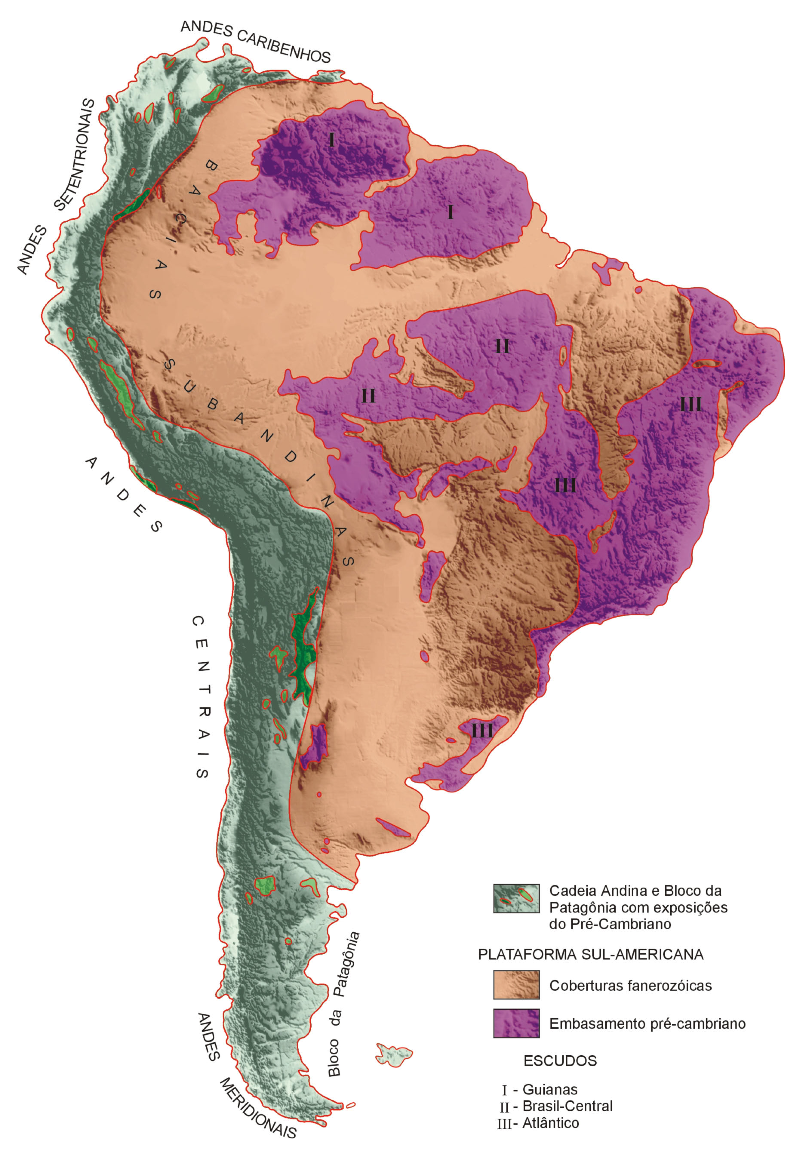 ANDES CARIBENHOS
ANDES SETENTRIONAIS
I
I
BACIAS SUBANDINAS
II
II
III
III
ANDES
CENTRAIS
III
Cadeia Andina e Bloco da
Patagônia com exposições
do Pré-Cambriano
PLATAFORMA SUL-AMERICANA
Coberturas fanerozóicas
Embasamento pré-cambriano
ESCUDOS
I - Guianas
II - Brasil-Central
III - Atlântico
Bloco da Patagônia
ANDES MERIDIONAIS